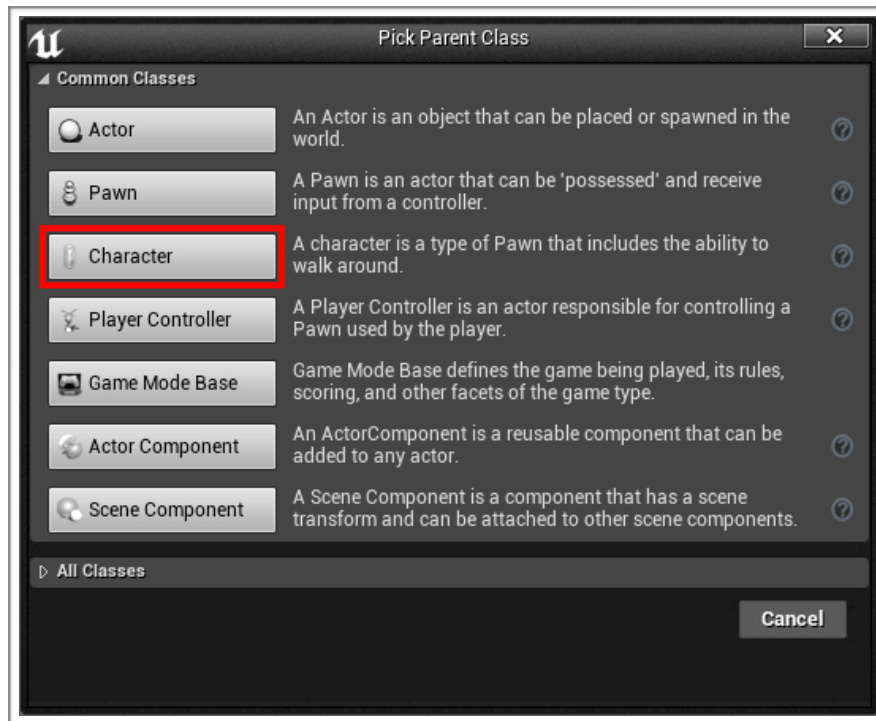 Pick Parent Class
Common Classes
Actor
An Actor is an object that can be placed or spawned in the
world.
Pawn
A Pawn is an actor that can be 'possessed' and receive
input from a controller.
Character
A character is a type of Pawn that includes the ability to
walk around.
Player Controller
A Player Controller is an actor responsible for controlling a
Pawn used by the player.
Game Mode Base
Game Mode Base defines the game being played, its rules,
scoring, and other facets of the game type.
Actor Component
An ActorComponent is a reusable component that can be
added to any actor.
Scene Component
A Scene Component is a component that has a scene
transform and can be attached to other scene components.
All Classes
Cancel